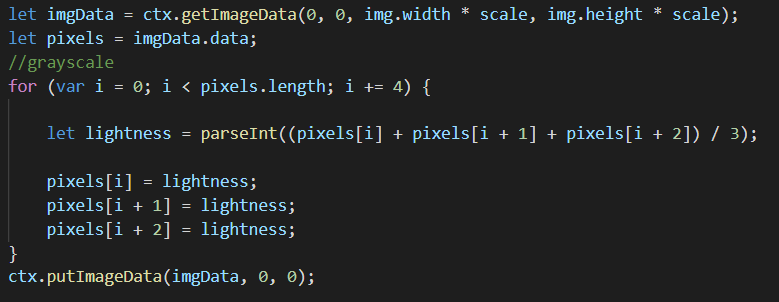 let imgData = ctx.getImageData(0, 0, img.width * scale, img.height * scale);
let pixels = imgData.data;
//grayscale
for (var i = 0; i < pixels.length; i += 4) {
let lightness = parseInt((pixels[i] + pixels[i + 1] + pixels[i + 2]) / 3);
pixels[i] = lightness;
pixels[i + 1] = lightness;
pixels[i + 2] = lightness;
}
ctx.putImageData(imgData, 0, 0);